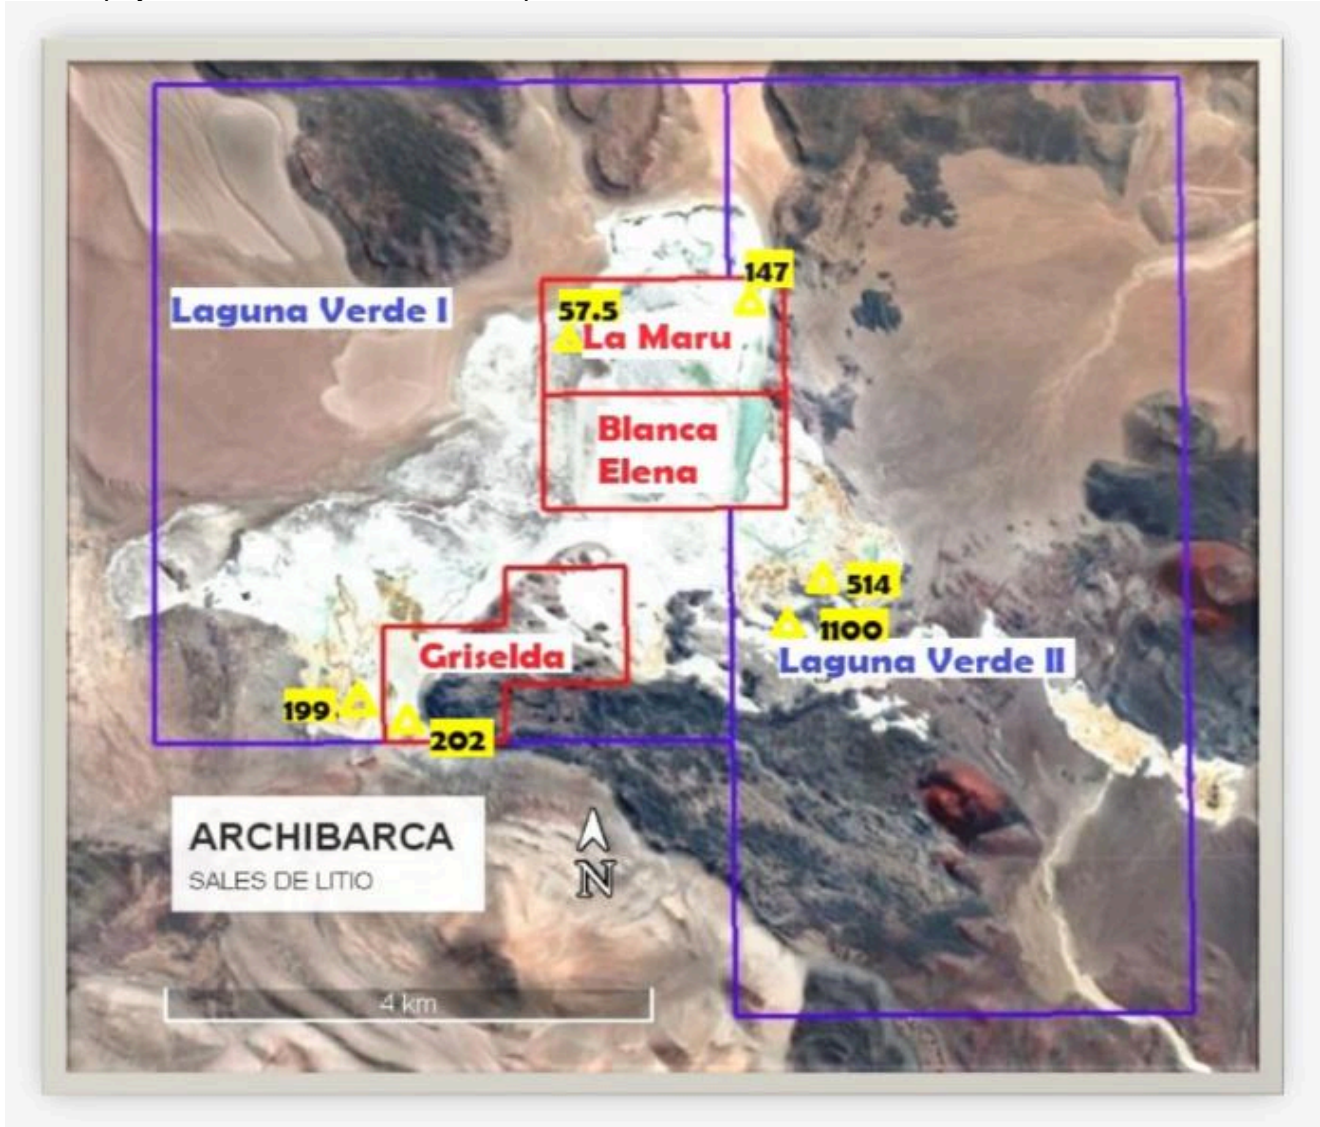 147
57.5
Laguna Verde I
La Maru
Blanca
Elena
514
1100
Griselda
Laguna Verde II
199
202
ARCHIBARCA
SALES DE LITIO
N
4 km